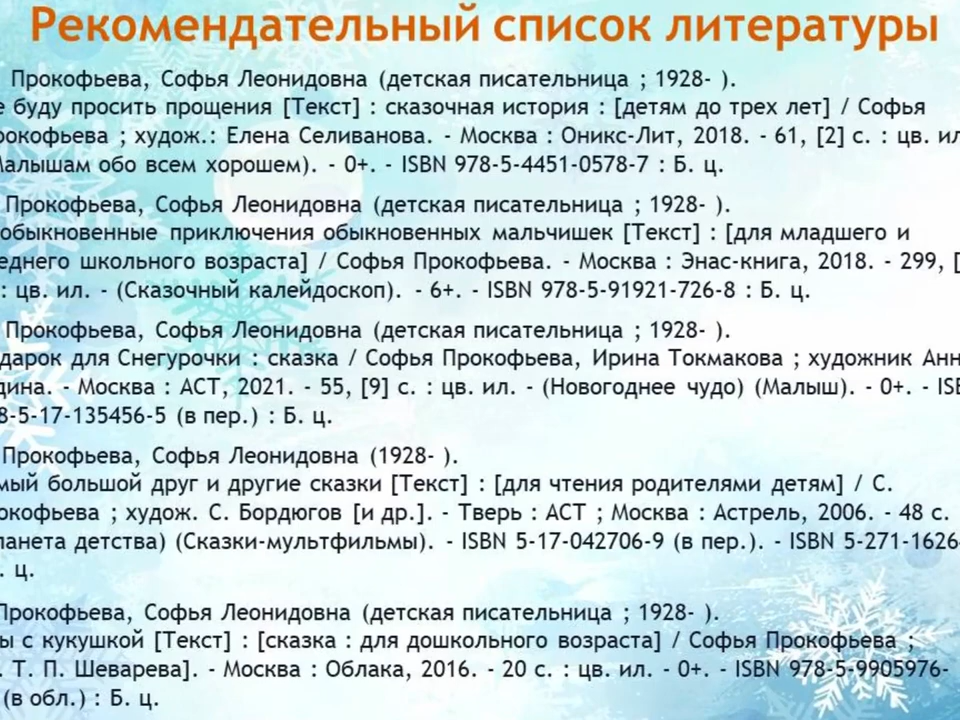 Рекомендательный список литературы
Прокофьева, Софья Леонидовна (детская писательница ; 1928- ).
е буду просить прощения [Текст] : сказочная история : [детям до трех лет] / Софья
рокофьева ; худож.: Елена Селиванова. - Москва : Оникс-Лит, 2018. - 61, [2] с. : цв. ил
Малышам обо всем хорошем). - 0+. - ISBN 978-5-4451-0578-7 : Б. ц.
Прокофьева, Софья Леонидовна (детская писательница ; 1928- ).
обыкновенные приключения обыкновенных мальчишек [Текст] : [для младшего и
еднего школьного возраста] / Софья Прокофьева. - Москва : Энас-книга, 2018. - 299, [
: цв. ил. - (Сказочный калейдоскоп). - 6+. - ISBN 978-5-91921-726-8 : Б. ц.
Прокофьева, Софья Леонидовна (детская писательница ; 1928- ).
дарок для Снегурочки : сказка / Софья Прокофьева, Ирина Токмакова ; художник Анн
дина. - Москва : АСТ, 2021. - 55, [9] с. : цв. ил. - (Новогоднее чудо) (Малыш). - 0+. - ISB
8-5-17-135456-5 (в пер.) : Б. ц.
Прокофьева, Софья Леонидовна (1928- ).
мый большой друг и другие сказки [Текст] : [для чтения родителями детям] / С.
рокофьева ; худож. С. Бордюгов [и др.]. - Тверь : АСТ ; Москва : Астрель, 2006. - 48 с.
ланета детства) (Сказки-мультфильмы). - ISBN 5-17-042706-9 (в пер.). - ISBN 5-271-1626
. ц.
Прокофьева, Софья Леонидовна (детская писательница ; 1928- ).
ы с кукушкой [Текст] : [сказка : для дошкольного возраста] / Софья Прокофьева ;
. Т. П. Шеварева]. - Москва : Облака, 2016. - 20 с. : цв. ил. - 0+. - ISBN 978-5-9905976-
(в обл.) : Б. ц.